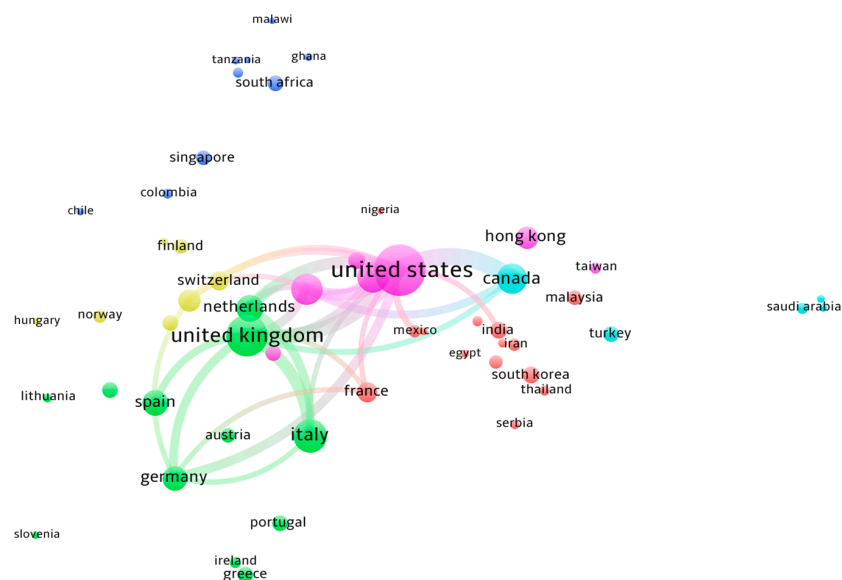 malawi
tanzania
ghana
south africa
singapore
colombia
chile
nigeria
finland
hong kong
united states
taiwan
switzerland
canada
malaysia
netherlands
saudi arabia
norway
hungary
united kingdom
mexico
india
turkey
iran
egypt
south korea
france
thailand
lithuania
spain
serbia
austria
italy
germany
portugal
slovenia
ireland
greece